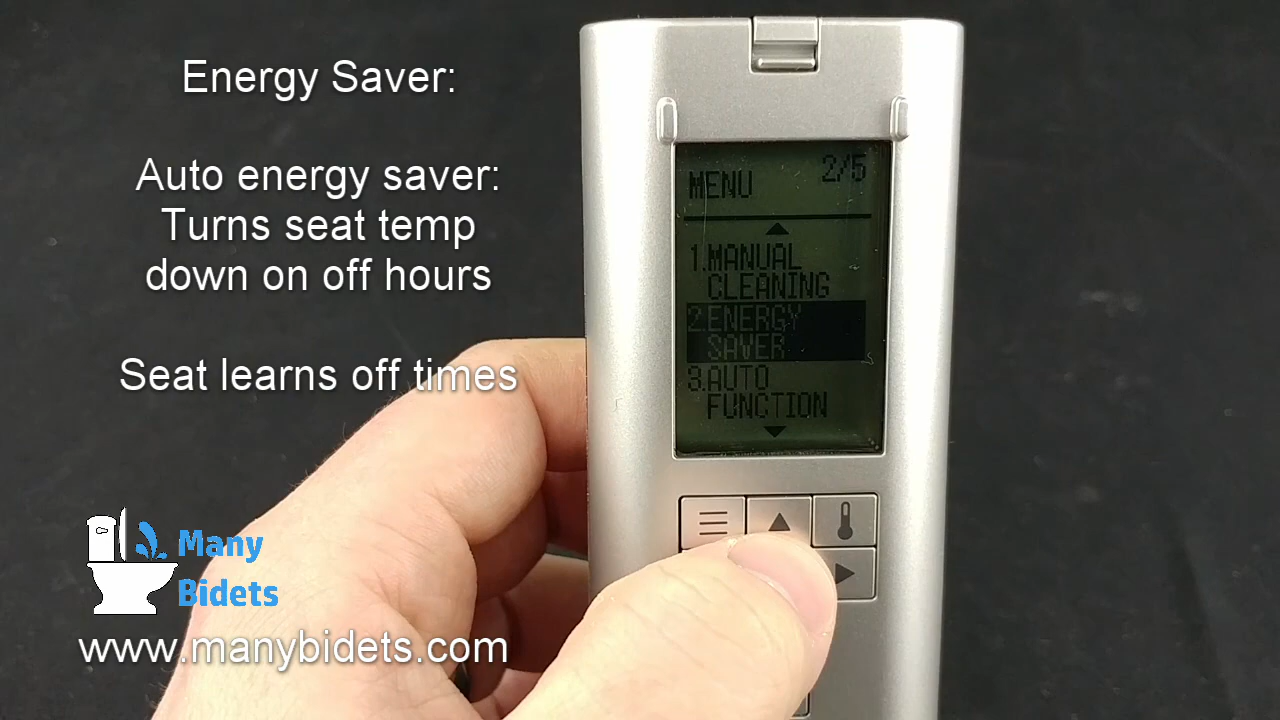 Energy Saver:
Auto energy saver:
Turns seat temp
down on off hours
Seat learns off times
Many
Bidets
www.manybidets.com
2/5
MENU
1.MANUAL
CLEANING
2.ENERGY
SAVER
3.AUTO
FUNCTION